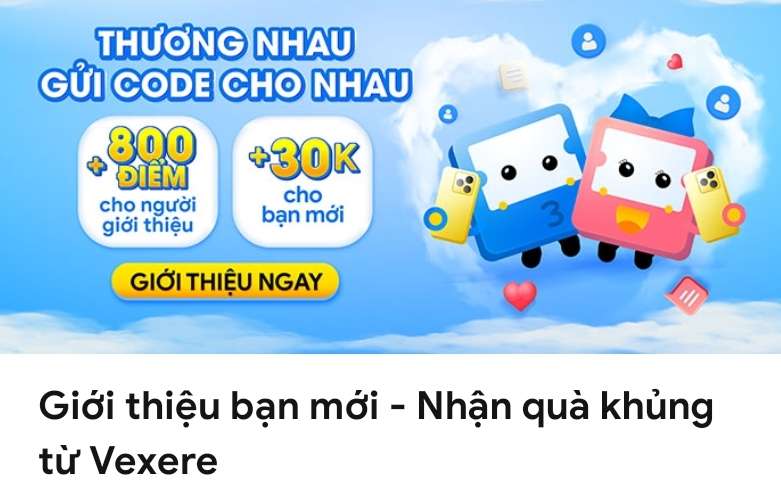 THƯƠNG NHAU
GỬI CODE CHO NHAU
+800
ĐIỂM
cho người
giới thiệu
+30K
cho
bạn mới
GIỚI THIỆU NGAY
3
Giới thiệu bạn mới - Nhận quà khủng
từ Vexere